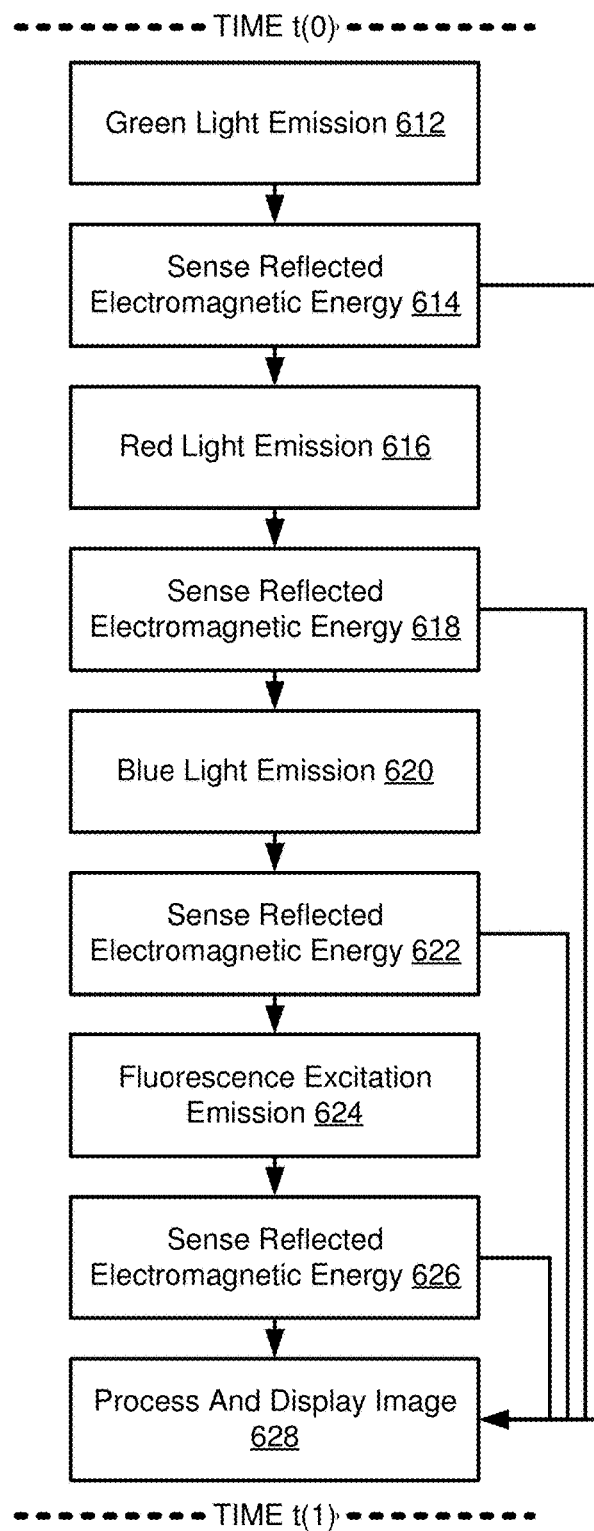 TIME t(0)
Green Light Emission 612
Sense Reflected
Electromagnetic Energy 614
Red Light Emission 616
Sense Reflected
Electromagnetic Energy 618
Blue Light Emission 620
Sense Reflected
Electromagnetic Energy 622
Fluorescence Excitation
Emission 624
Sense Reflected
Electromagnetic Energy 626
Process And Display Image
628
TIME t(1)